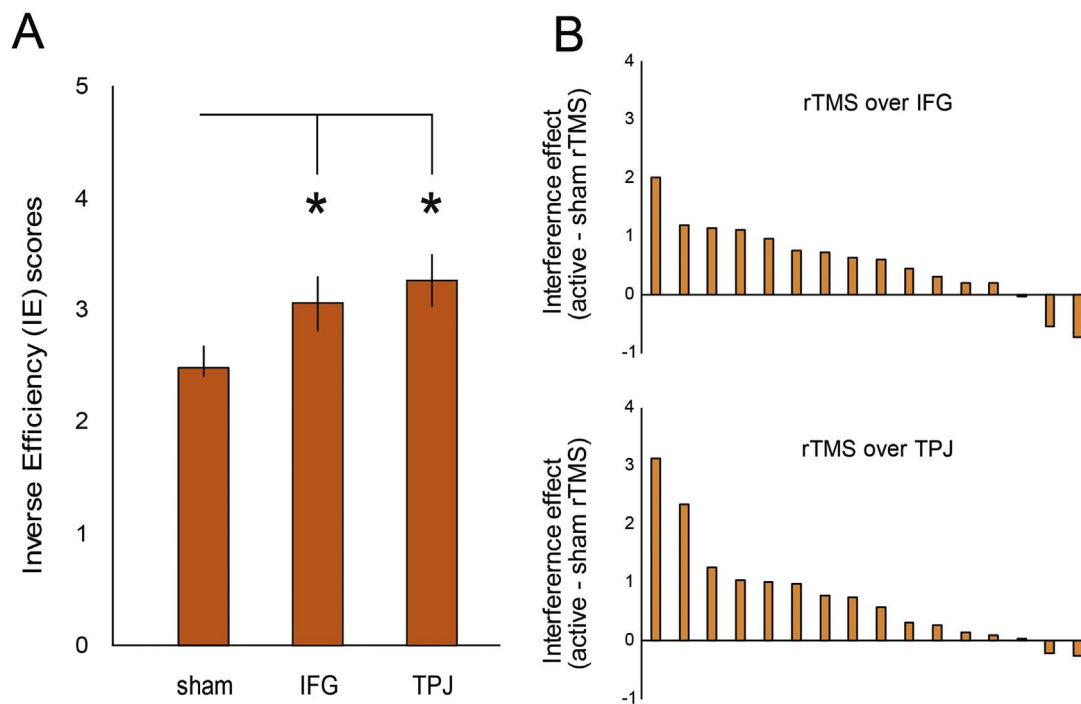 A
Inverse Efficiency (IE) scores
5
4
3
2
1
0
*
*
sham
IFG
TPJ
B
Interferernce effect
(active - sham rTMS)
4
3
2
1
0
-1
rTMS over IFG
Interferernce effect
(active - sham rTMS)
4
3
2
1
0
-1
rTMS over TPJ